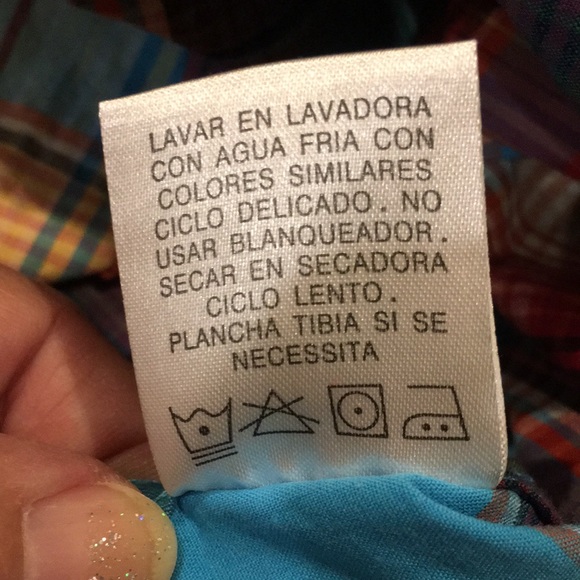 LAVAR EN LAVADORA
CON AGUA FRIA CON
COLORES SIMILARES
CICLO DELICADO. NO
USAR BLANQUEADOR.
SECAR EN SECADORA
CICLO LENTO.
PLANCHA TIBIA SI SE
NECESSITA